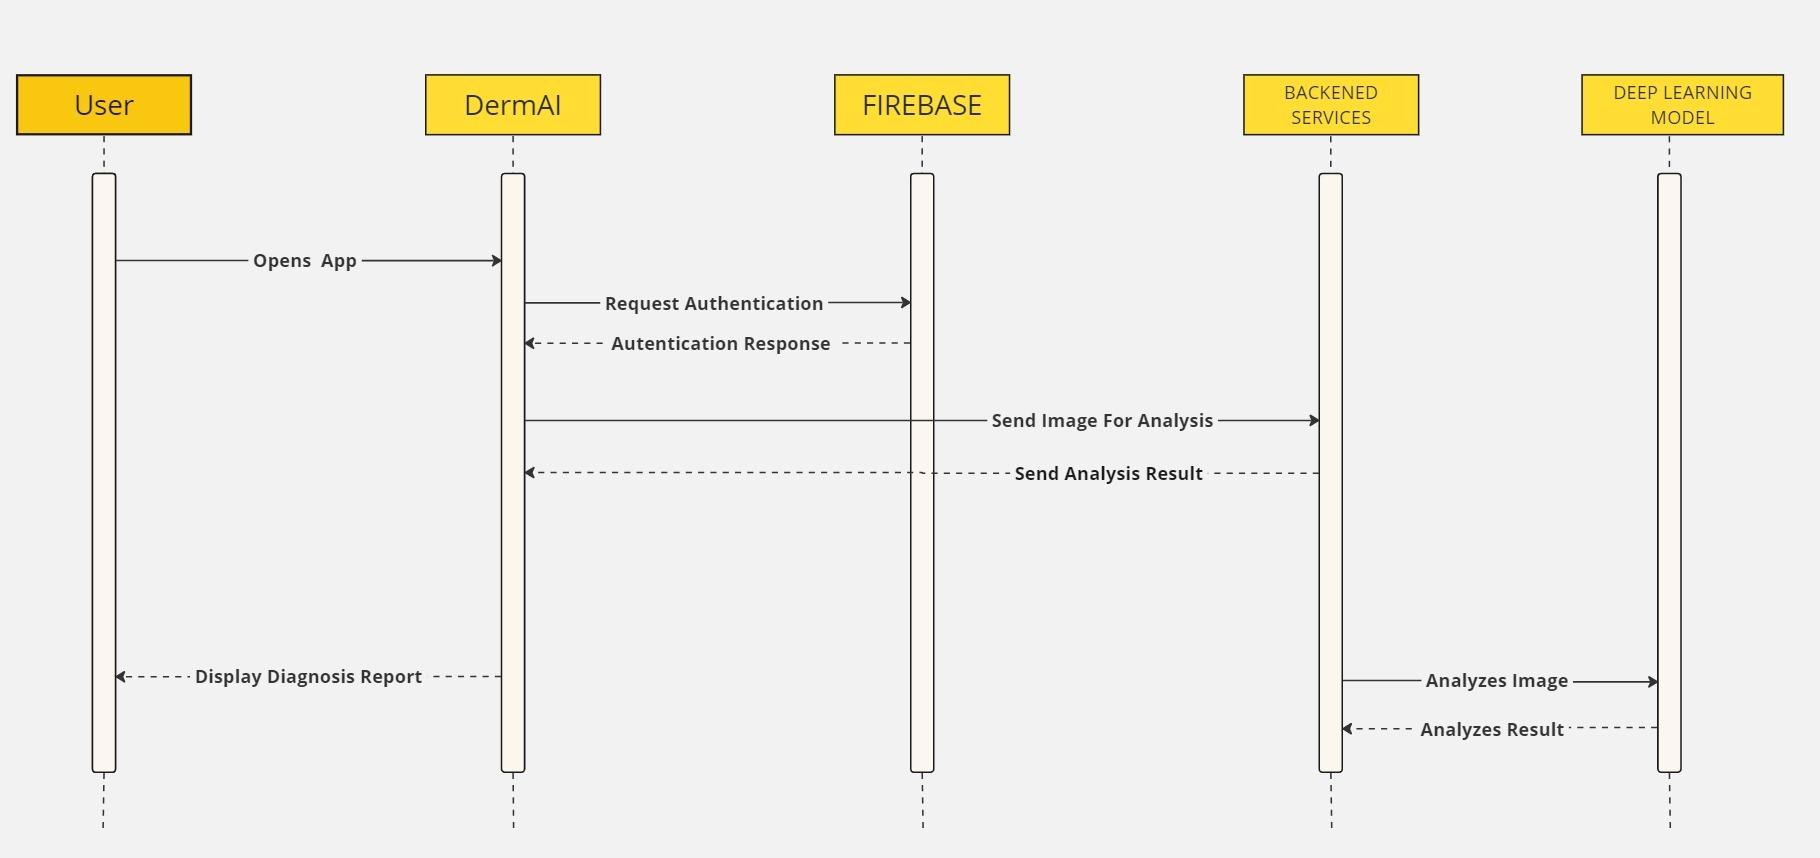 User
DermAI
FIREBASE
BACKENED
SERVICES
DEEP LEARNING
MODEL
Opens  App
Request Authentication
Autentication Response
Send Image For Analysis
Send Analysis Result
Display Diagnosis Report
Analyzes Image
Analyzes Result